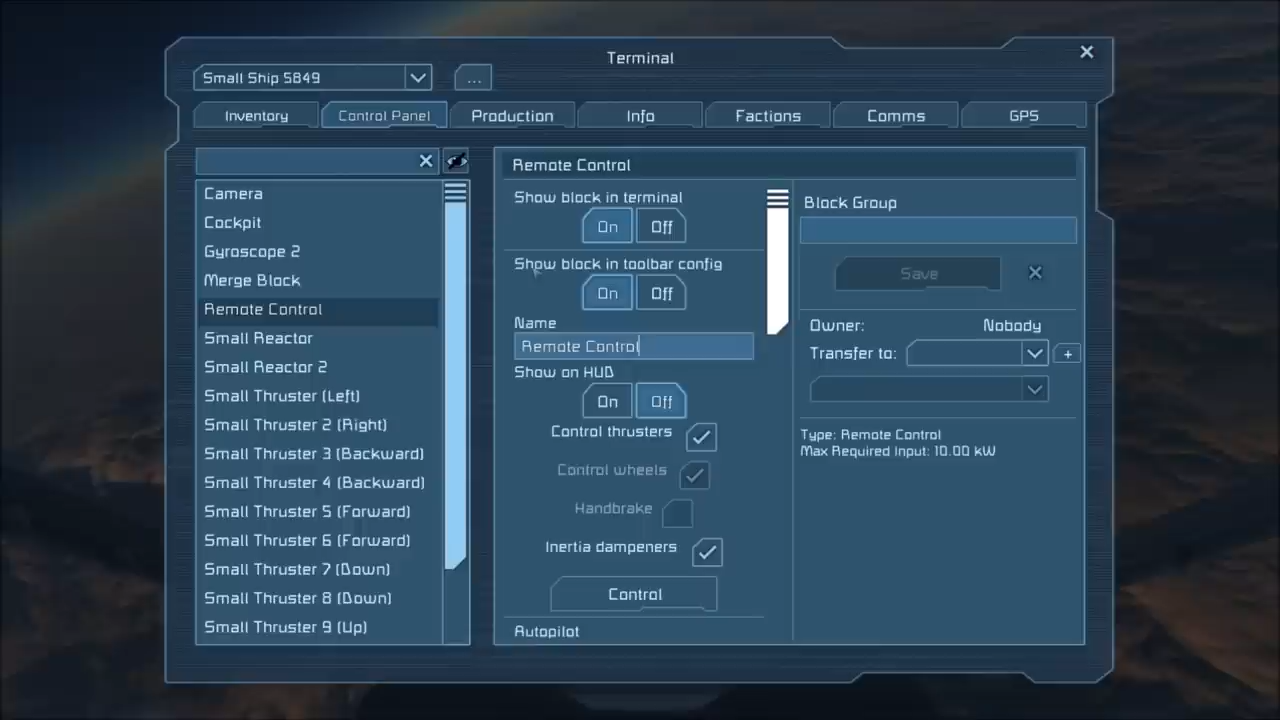 Terminal
Small Ship 5849
...
Inventory
Control Panel
Production
Info
Factions
Comms
GPS
Camera
Cockpit
Gyroscope 2
Merge Block
Remote Control
Small Reactor
Small Reactor 2
Small Thruster (Left)
Small Thruster 2 (Right)
Small Thruster 3 (Backward)
Small Thruster 4 (Backward)
Small Thruster 5 (Forward)
Small Thruster 6 (Forward)
Small Thruster 7 (Down)
Small Thruster 8 (Down)
Small Thruster 9 (Up)
Remote Control
Show block in terminal
On Off
Show block in toolbar config
On Off
Name
Remote Control
Show on HUD
On Off
Control thrusters
Control wheels
Handbrake
Inertia dampeners
Control
Autopilot
Block Group
Save
Owner: Nobody
Transfer to:
Type: Remote Control
Max Required Input: 10.00 kW